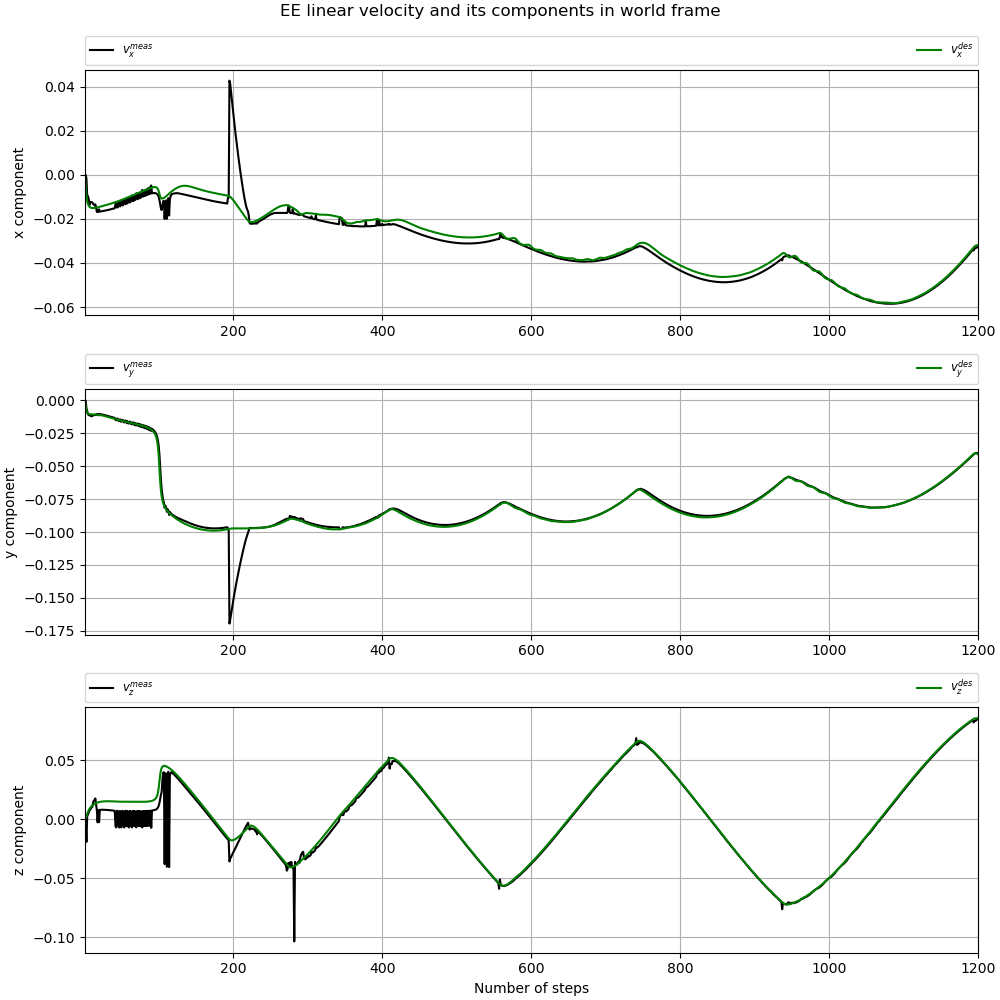 EE linear velocity and its components in world frame
v_x^{meas} v_x^{des}
0.04
0.02
0.00
−0.02
−0.04
−0.06
x component
200 400 600 800 1000 1200
v_y^{meas} v_y^{des}
0.000
−0.025
−0.050
−0.075
−0.100
−0.125
−0.150
−0.175
y component
200 400 600 800 1000 1200
v_z^{meas} v_z^{des}
0.05
0.00
−0.05
−0.10
z component
200 400 600 800 1000 1200
Number of steps